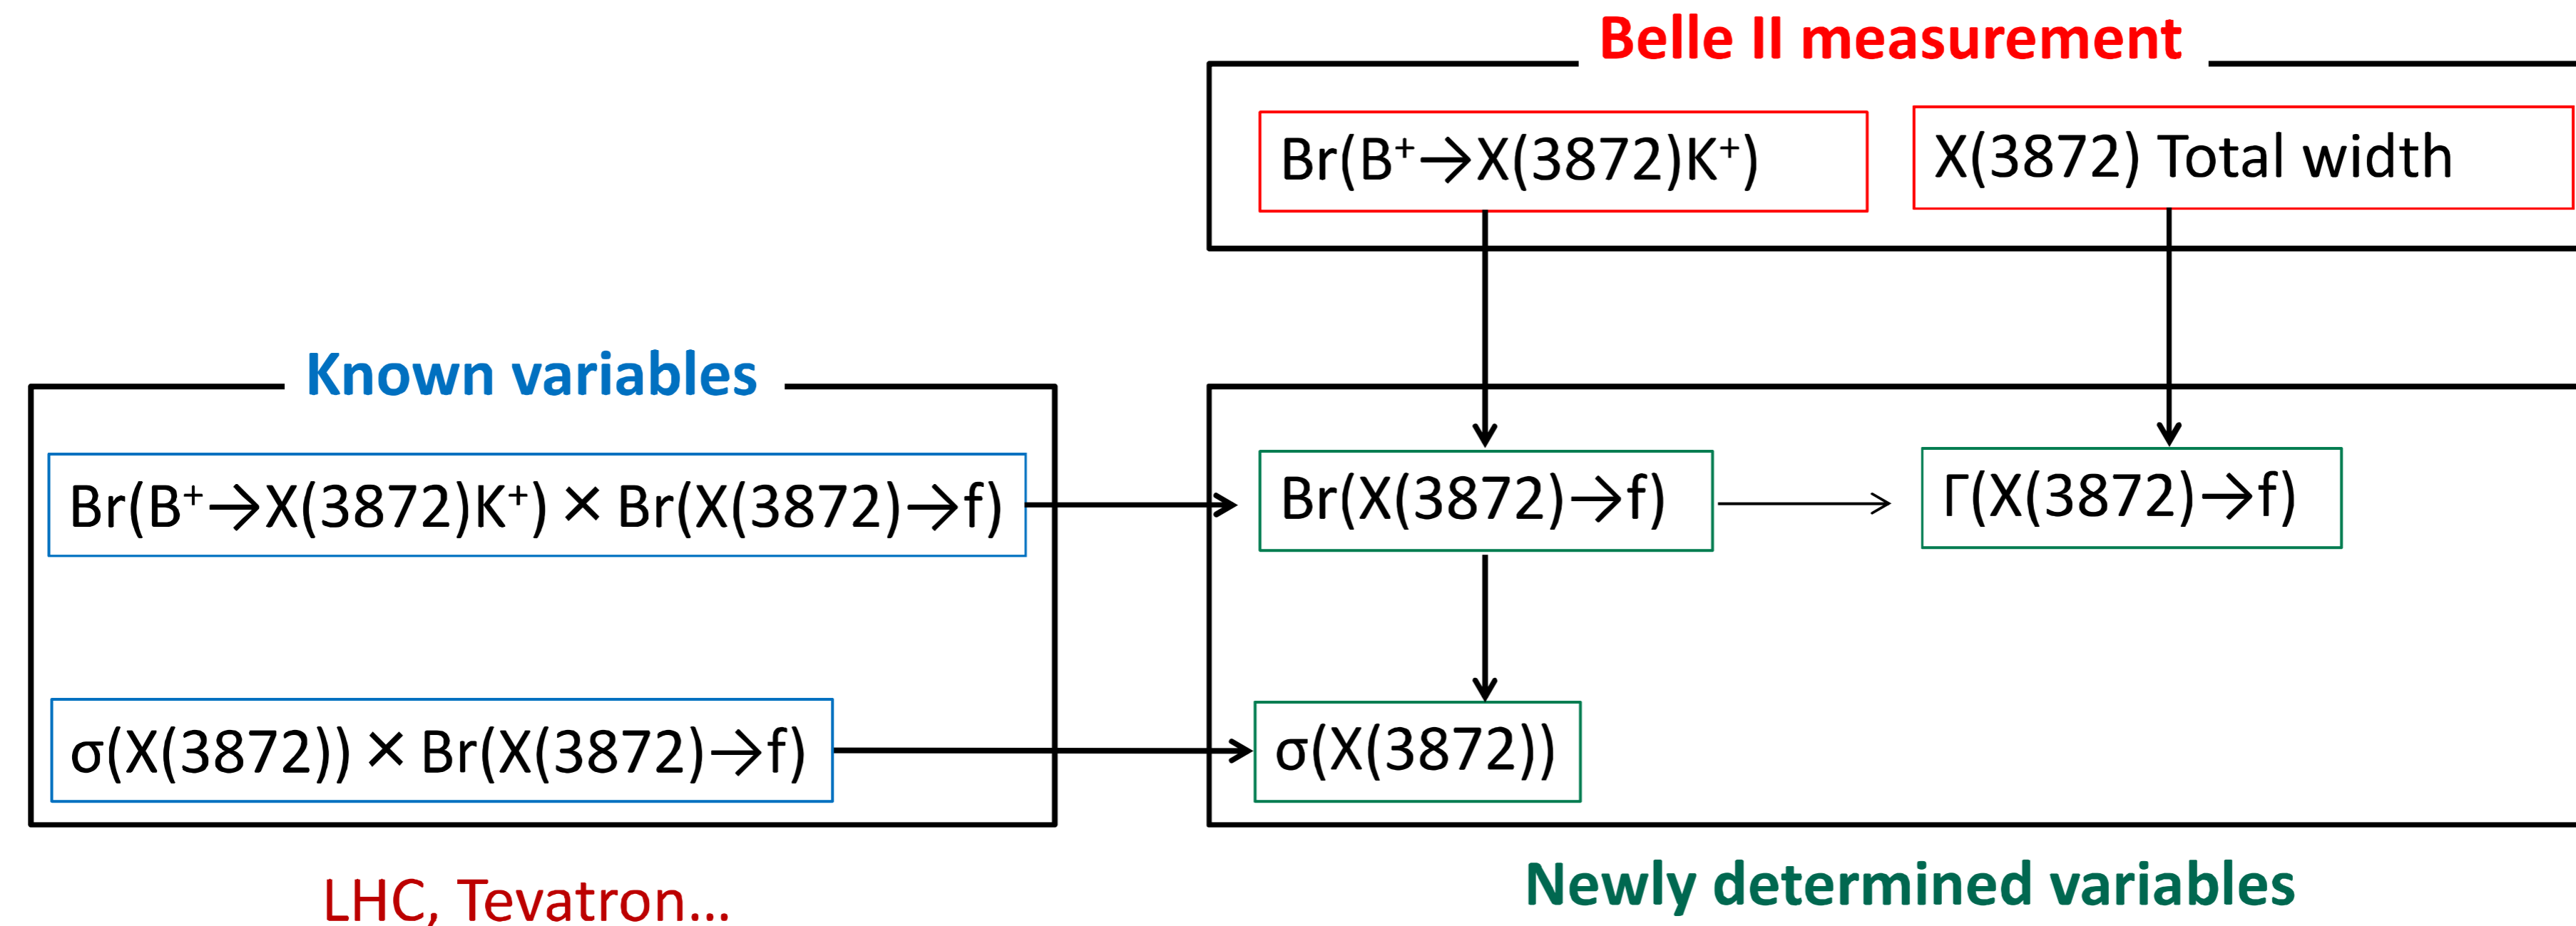 Belle II measurement
Br(B⁺→X(3872)K⁺)
X(3872) Total width
Known variables
Br(B⁺→X(3872)K⁺) × Br(X(3872)→f)
Br(X(3872)→f)
Γ(X(3872)→f)
σ(X(3872)) × Br(X(3872)→f)
σ(X(3872))
Newly determined variables
LHC, Tevatron...